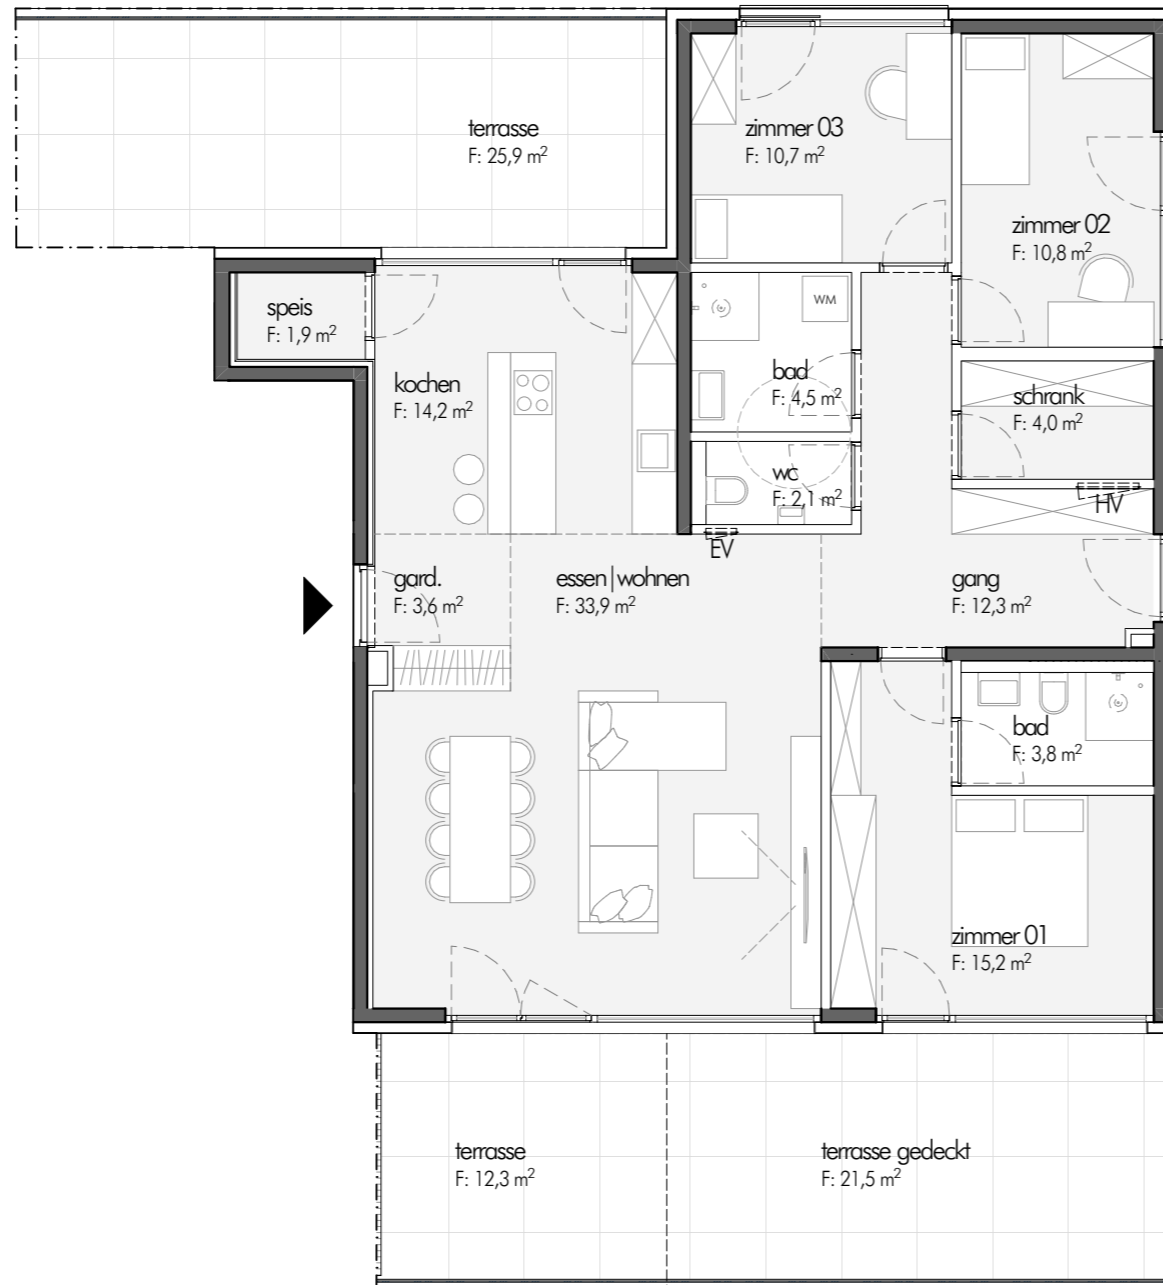 terrasse
F: 25,9 m²
zimmer 03
F: 10,7 m²
zimmer 02
F: 10,8 m²
speis
F: 1,9 m²
WM
kochen
F: 14,2 m²
bad
F: 4,5 m²
schrank
F: 4,0 m²
wc
F: 2,1 m²
HV
EV
gard.
F: 3,6 m²
essen|wohnen
F: 33,9 m²
gang
F: 12,3 m²
bad
F: 3,8 m²
zimmer 01
F: 15,2 m²
terrasse
F: 12,3 m²
terrasse gedeckt
F: 21,5 m²